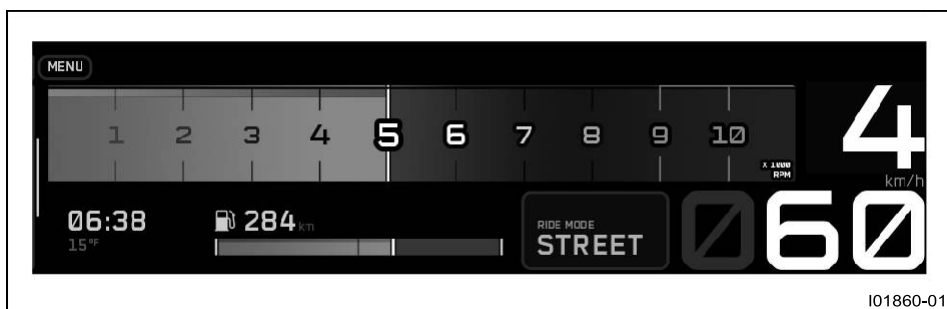 MENU
1 2 3 4 5 6 7 8 9 10
X 1000
RPM
4
km/h
06:38
15°F
284 km
RIDE MODE
STREET
060
I01860-01